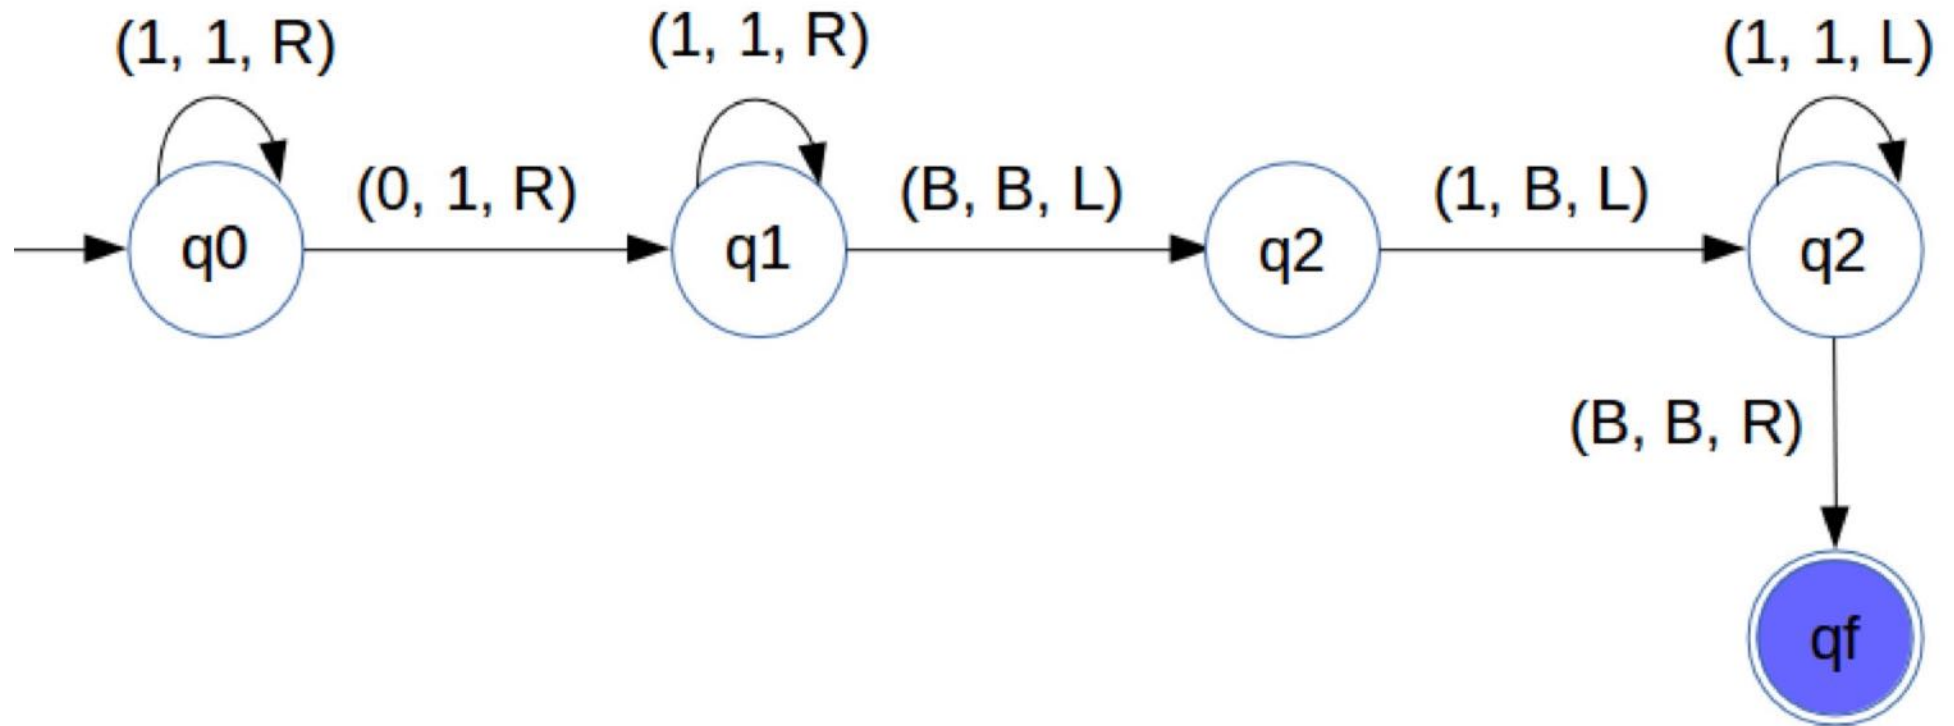 (1, 1, R)
(1, 1, R)
(1, 1, L)
(0, 1, R)
(B, B, L)
(1, B, L)
q0
q1
q2
q2
(B, B, R)
qf